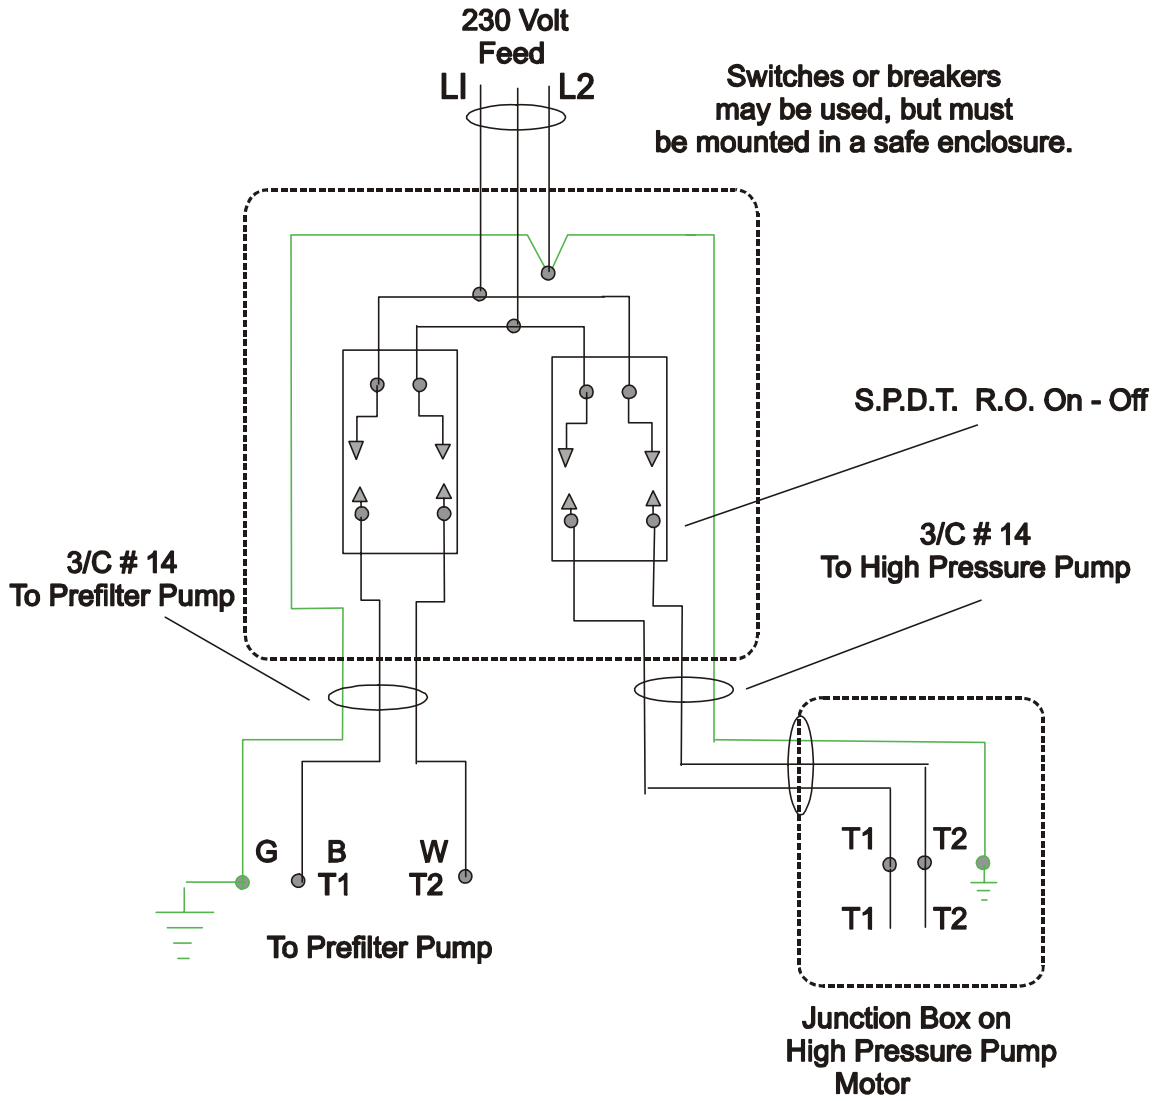 230 Volt
Feed
LI
L2
Switches or breakers
may be used, but must
be mounted in a safe enclosure.
S.P.D.T. R.O. On - Off
3/C # 14
To High Pressure Pump
3/C # 14
To Prefilter Pump
G
B
W
T1
T2
To Prefilter Pump
T1
T2
T1
T2
Junction Box on
High Pressure Pump
Motor